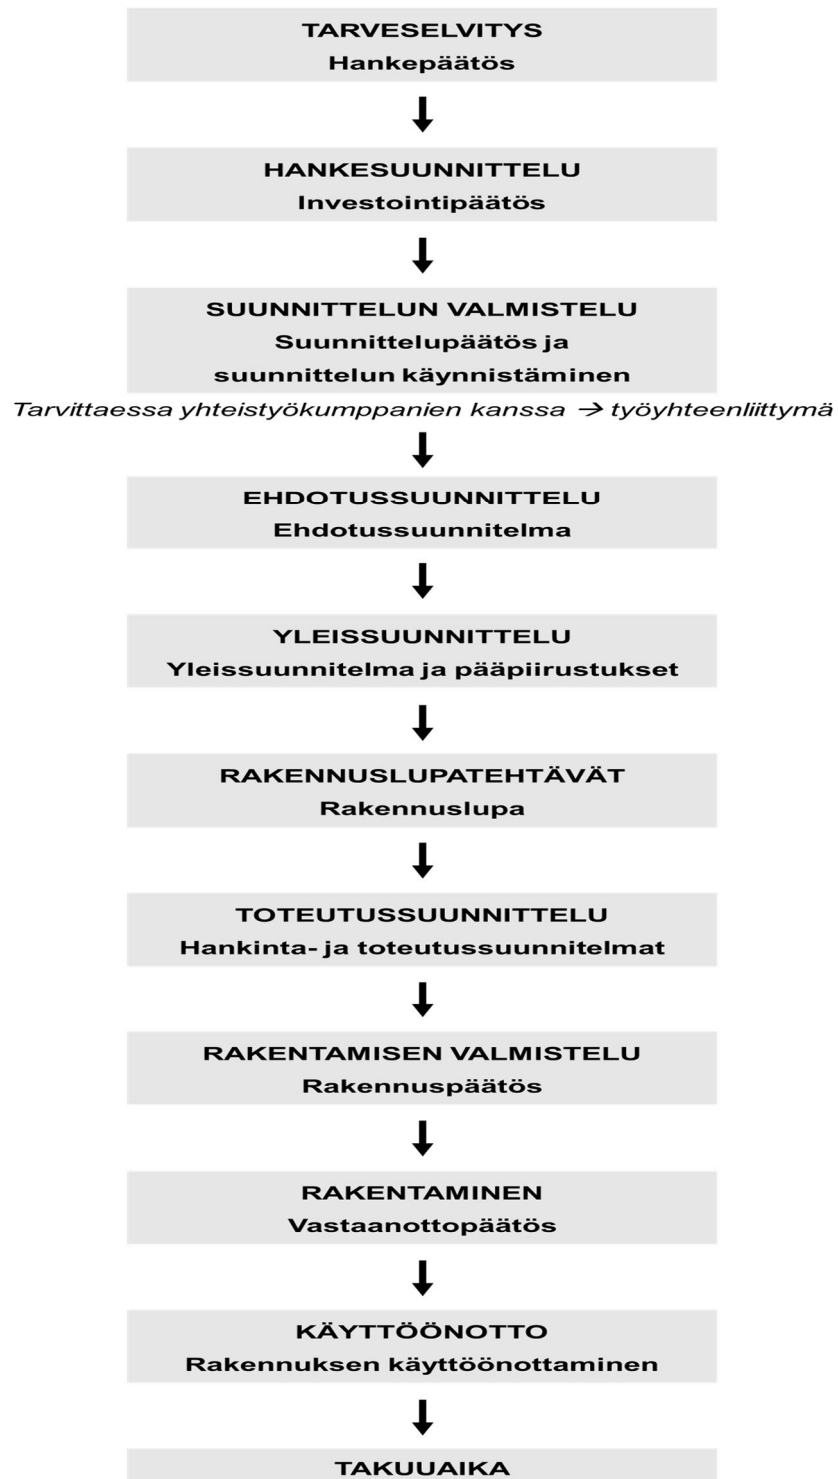 TARVESELVITYS
Hankepäätös
HANKESUUNNITTELU
Investointipäätös
SUUNNITTELUN VALMISTELU
Suunnittelupäätös ja
suunnittelun käynnistäminen
Tarvittaessa yhteistyökumppanien kanssa → työyhteenliittymä
EHDOTUSSUUNNITTELU
Ehdotussuunnitelma
YLEISSUUNNITTELU
Yleissuunnitelma ja pääpiirustukset
RAKENNUSLUPATEHTÄVÄT
Rakennuslupa
TOTEUTUSSUUNNITTELU
Hankinta- ja toteutussuunnitelmat
RAKENTAMISEN VALMISTELU
Rakennuspäätös
RAKENTAMINEN
Vastaanottopäätös
KÄYTTÖÖNOTTO
Rakennuksen käyttöönottaminen
TAKUUAIKA